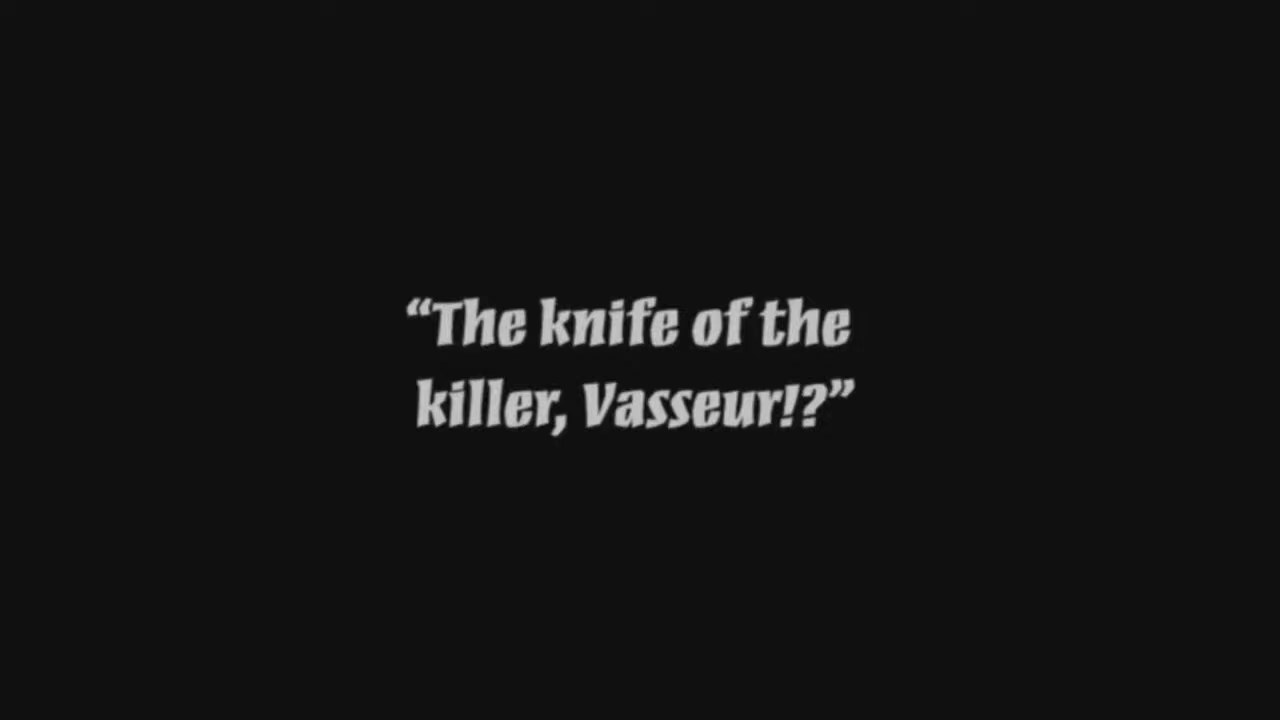 “The knife of the
killer, Vasseur!?”